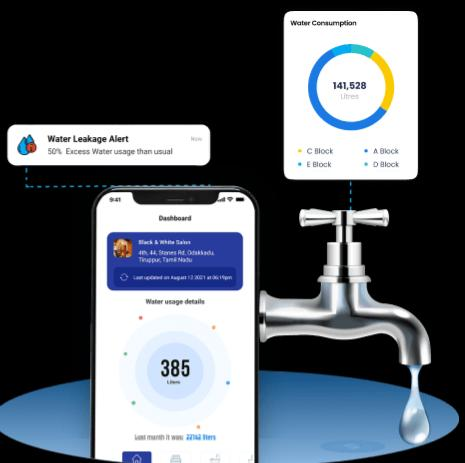 Water Consumption
141,528
Litres
C Block
A Block
E Block
D Block
Water Leakage Alert
Now
50% Excess Water usage than usual
9:41
Dashboard
Black & White Salon
4th, 44, Stanes Rd, Odakkadu,
Tiruppur, Tamil Nadu
Last updated on August 12 2021 at 06:19pm
Water usage details
385
Liters
Last month it was: 22143 liters